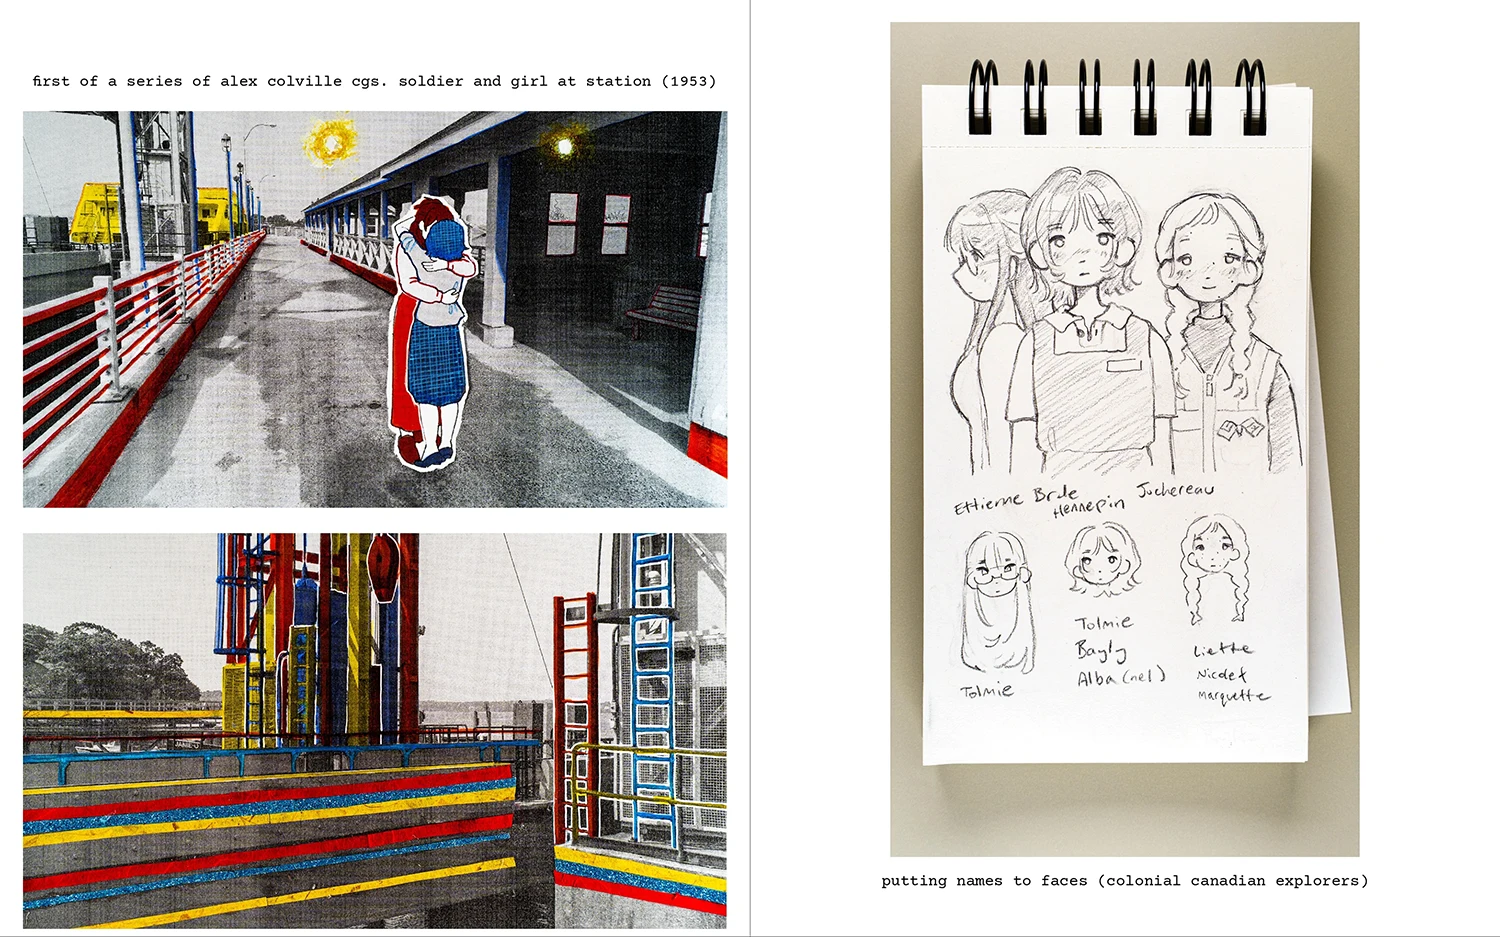 first of a series of alex colville cgs. soldier and girl at station (1953)
Ettienne Brule
Hennepin
Juchereau
Tolmie
Tolmie
Bayly
Alba (nel)
Liette
Nicolet
Marquette
putting names to faces (colonial canadian explorers)